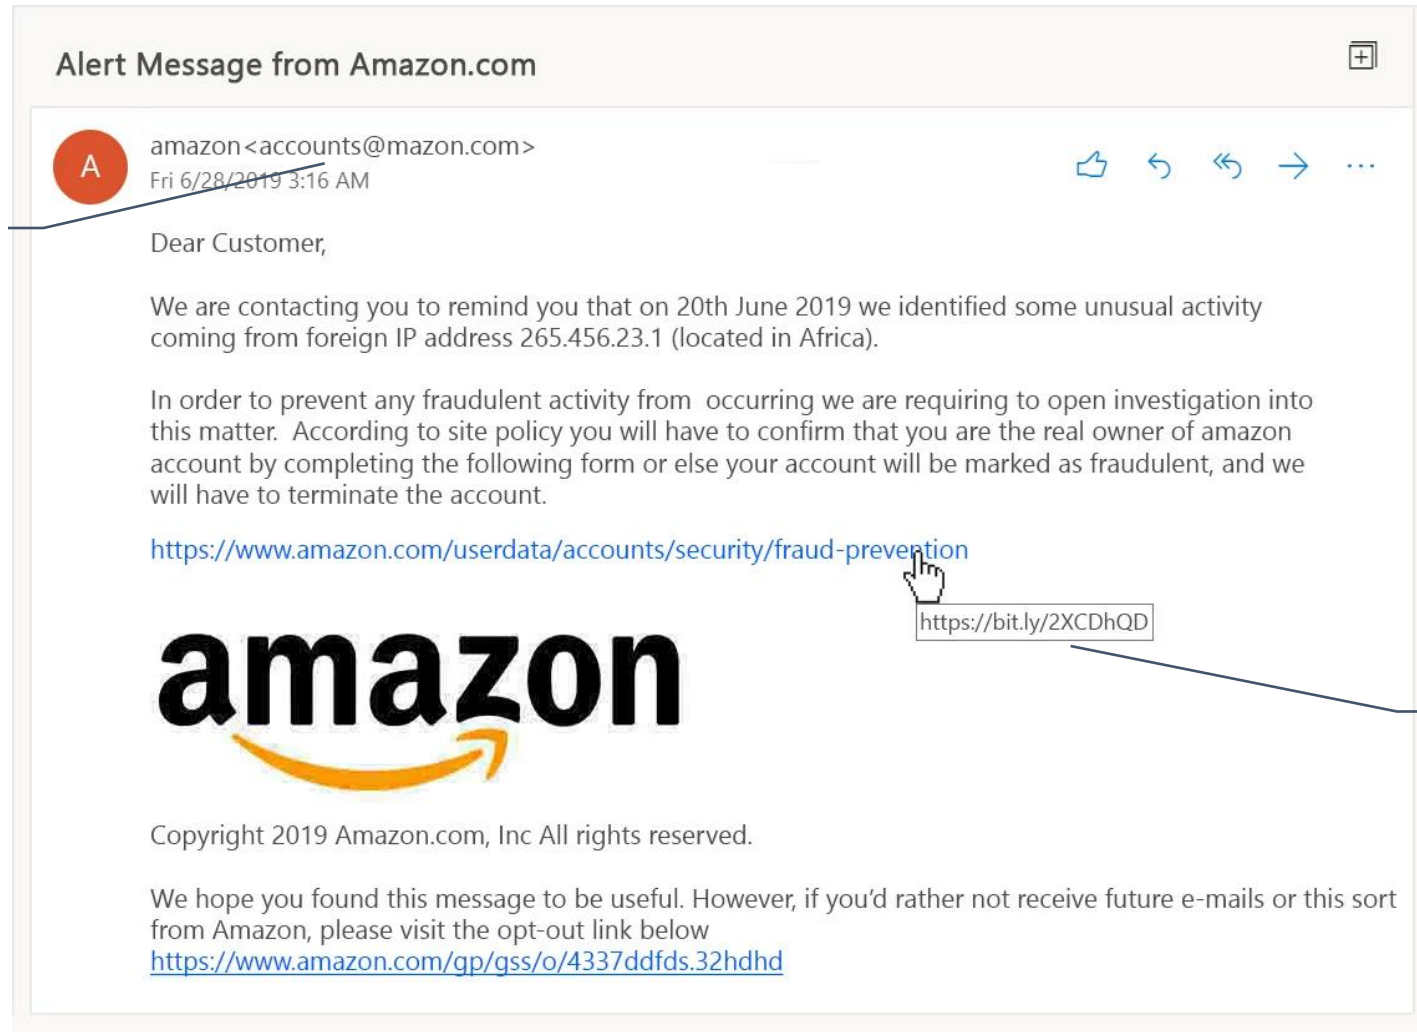 Alert Message from Amazon.com
A
amazon<accounts@mazon.com>
Fri 6/28/2019 3:16 AM
Dear Customer,
We are contacting you to remind you that on 20th June 2019 we identified some unusual activity
coming from foreign IP address 265.456.23.1 (located in Africa).
In order to prevent any fraudulent activity from  occurring we are requiring to open investigation into
this matter.  According to site policy you will have to confirm that you are the real owner of amazon
account by completing the following form or else your account will be marked as fraudulent, and we
will have to terminate the account.
https://www.amazon.com/userdata/accounts/security/fraud-prevention
https://bit.ly/2XCDhQD
amazon
Copyright 2019 Amazon.com, Inc All rights reserved.
We hope you found this message to be useful. However, if you’d rather not receive future e-mails or this sort
from Amazon, please visit the opt-out link below
https://www.amazon.com/gp/gss/o/4337ddfds.32hdhd